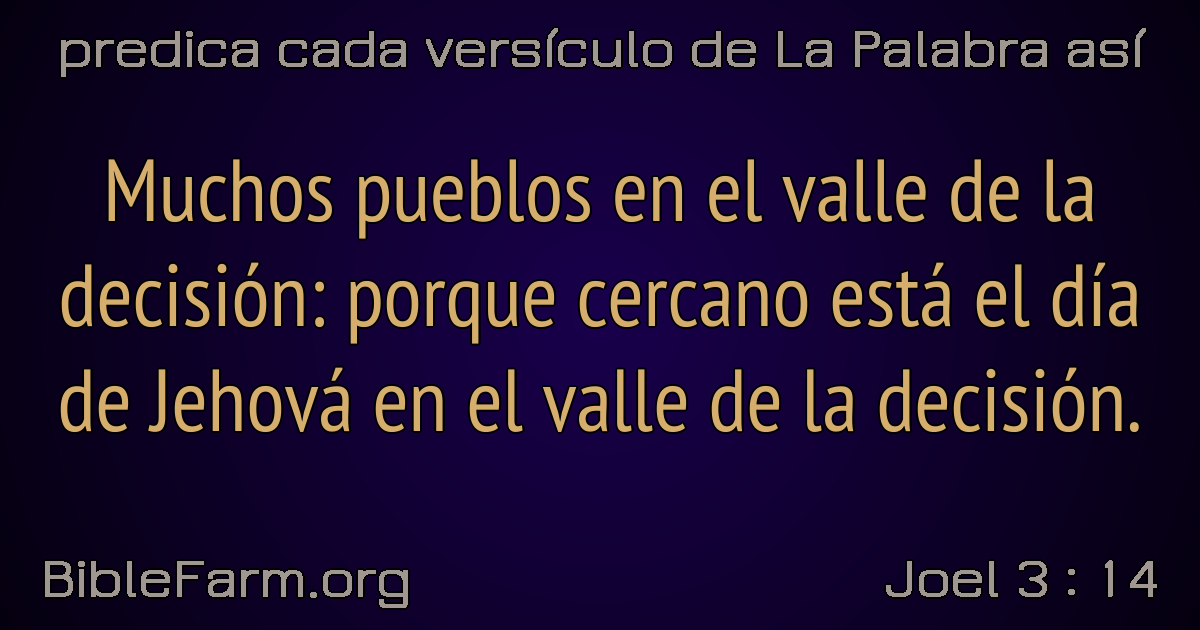 predica cada versículo de La Palabra así
Muchos pueblos en el valle de la
decisión: porque cercano está el día
de Jehová en el valle de la decisión.
BibleFarm.org
Joel 3 : 14